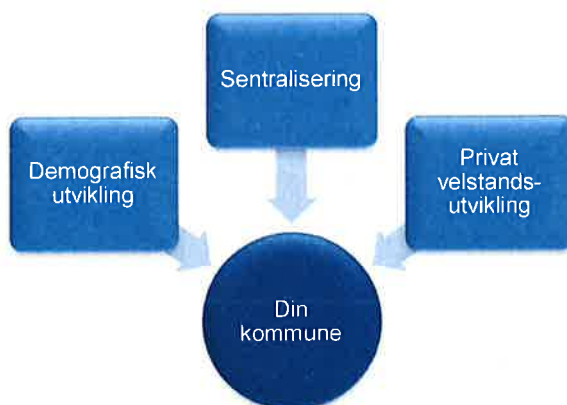 Sentralisering
Demografisk
utvikling
Privat
velstands-
utvikling
Din
kommune